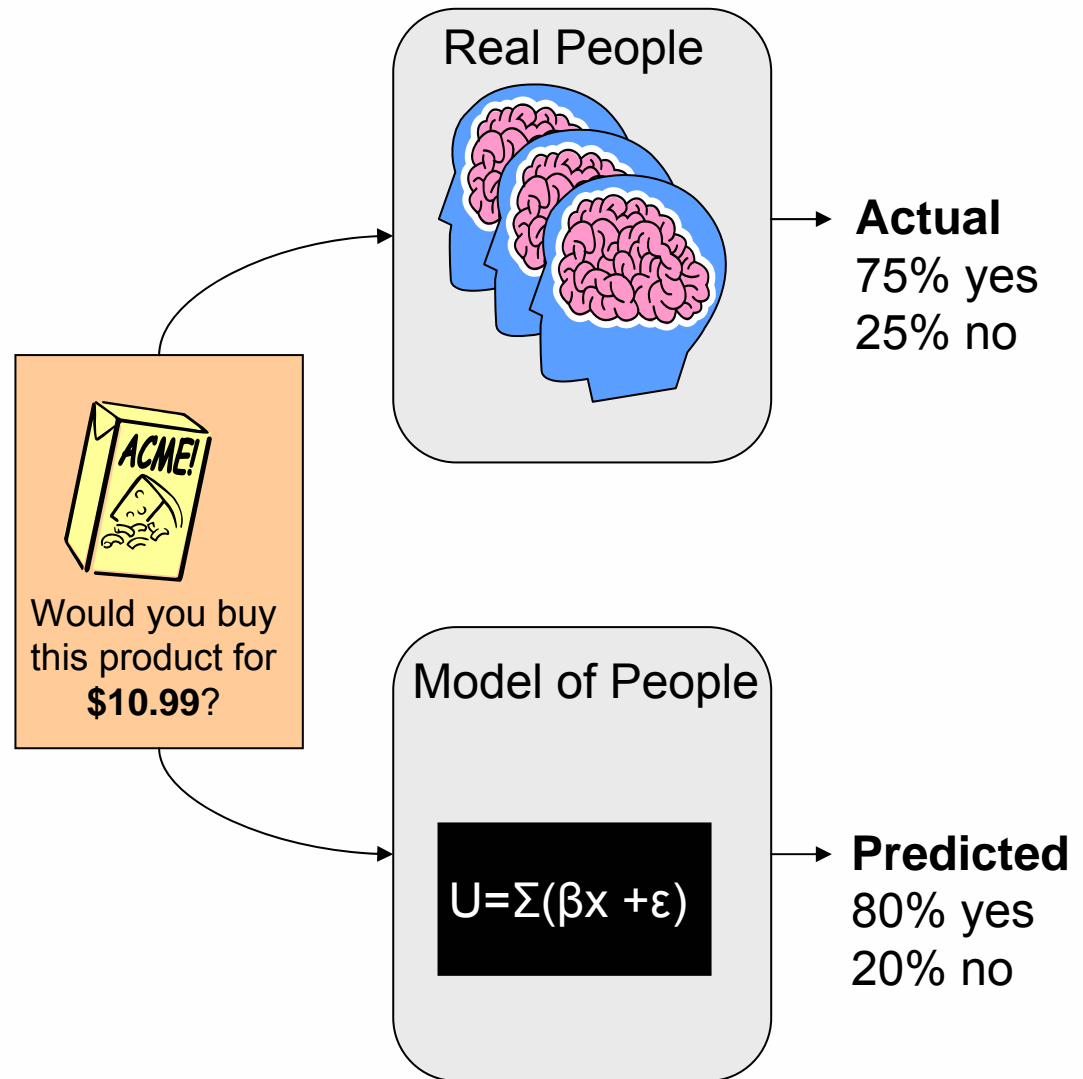 Real People
Actual
75% yes
25% no
ACME!
Would you buy
this product for
$10.99?
Model of People
U=Σ(βx +ε)
Predicted
80% yes
20% no